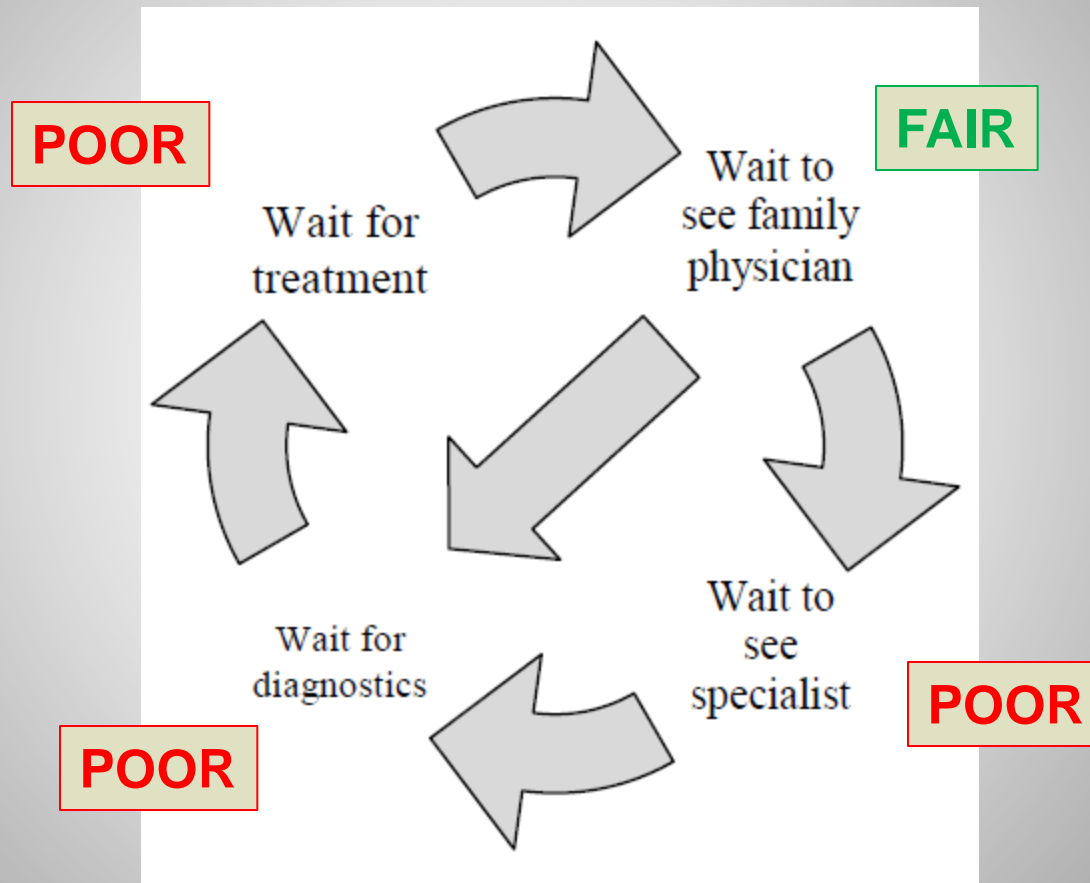 POOR
FAIR
Wait for
treatment
Wait to
see family
physician
Wait for
diagnostics
Wait to
see
specialist
POOR
POOR